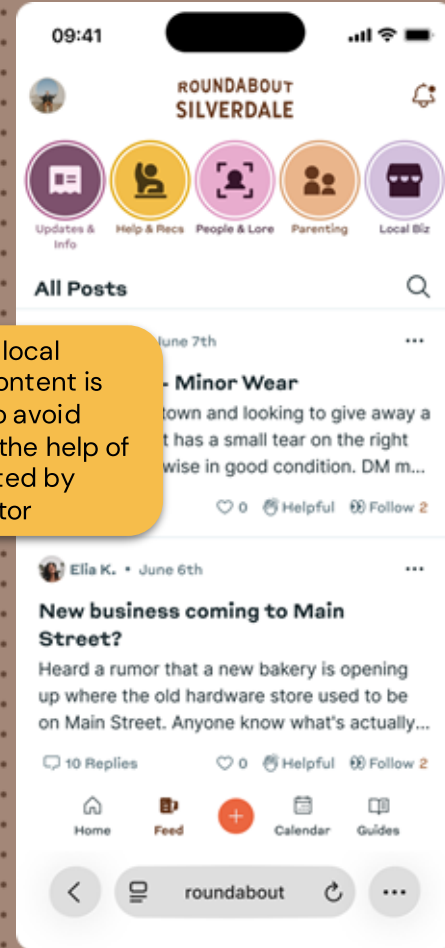 09:41
ROUNDABOUT
SILVERDALE
Updates &
Info
Help & Recs
People & Lore
Parenting
Local Biz
All Posts
June 7th
- Minor Wear
town and looking to give away a
t has a small tear on the right
wise in good condition. DM m...
0 Helpful Follow 2
local
ontent is
o avoid
the help of
ted by
tor
Elia K. • June 6th
New business coming to Main
Street?
Heard a rumor that a new bakery is opening
up where the old hardware store used to be
on Main Street. Anyone know what's actually...
10 Replies 0 Helpful Follow 2
Home
Feed
Calendar
Guides
roundabout